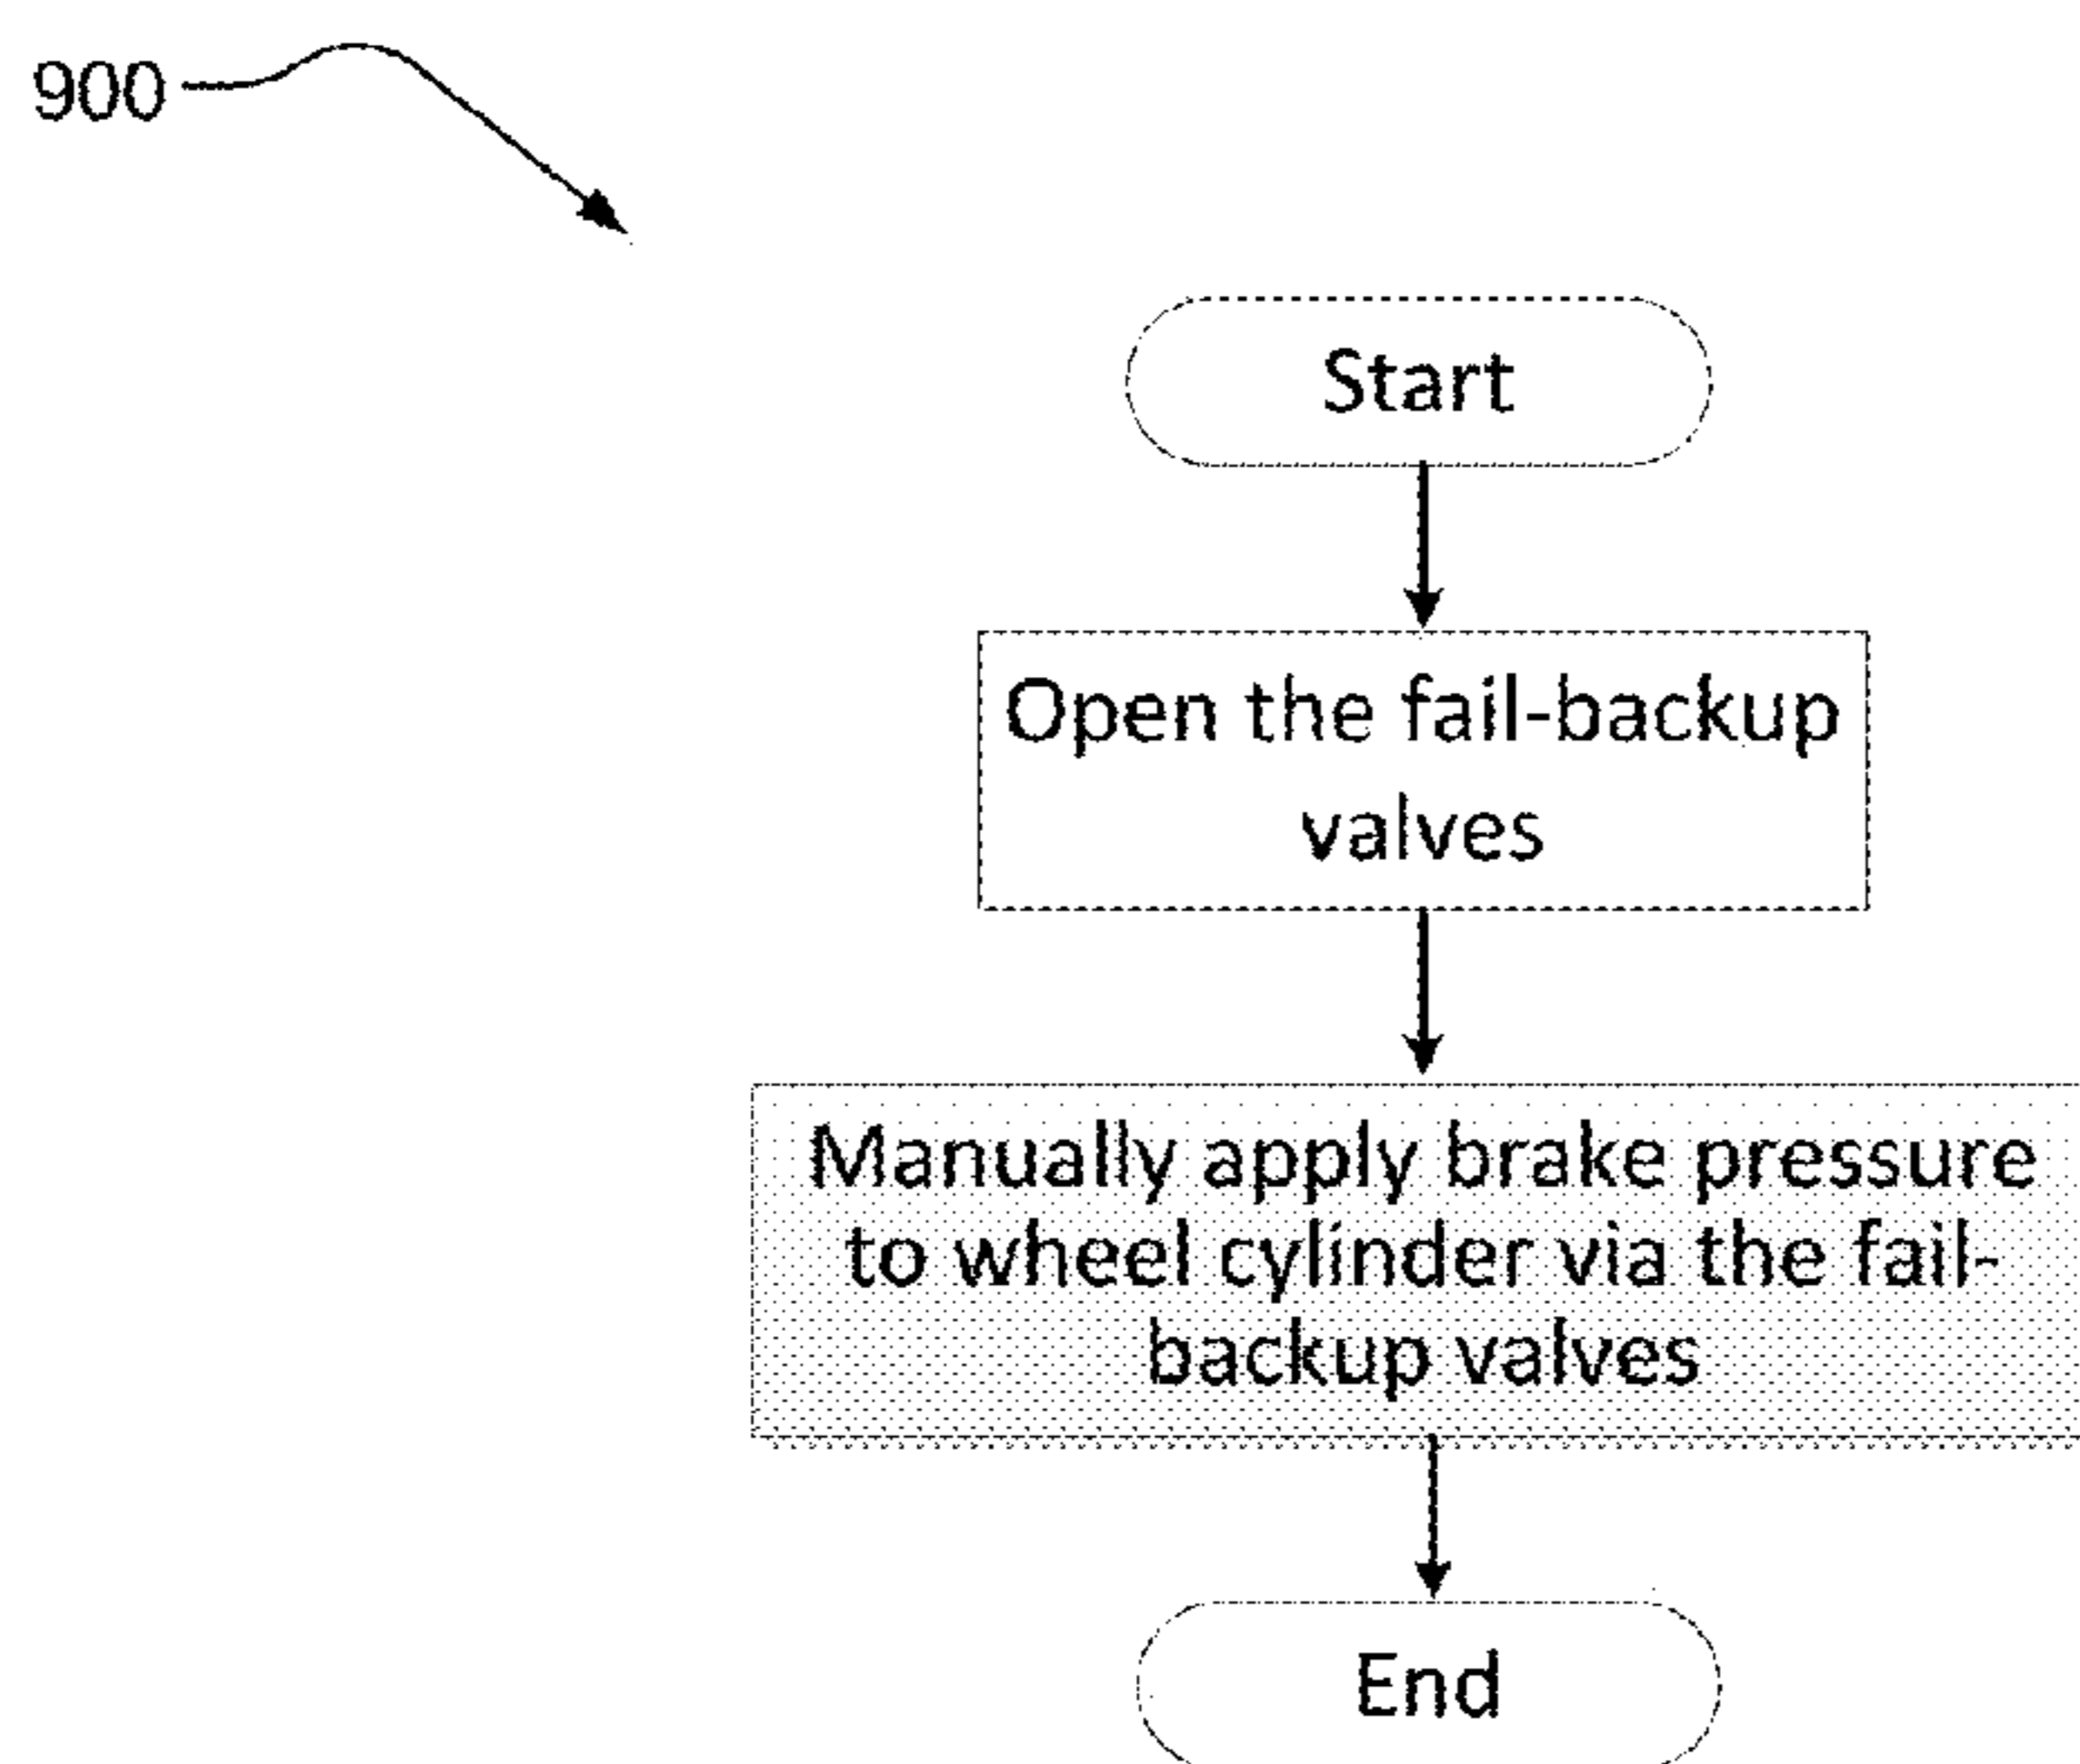 900
Start
Open the fail-backup
valves
Manually apply brake pressure
to wheel cylinder via the fail-
backup valves
End